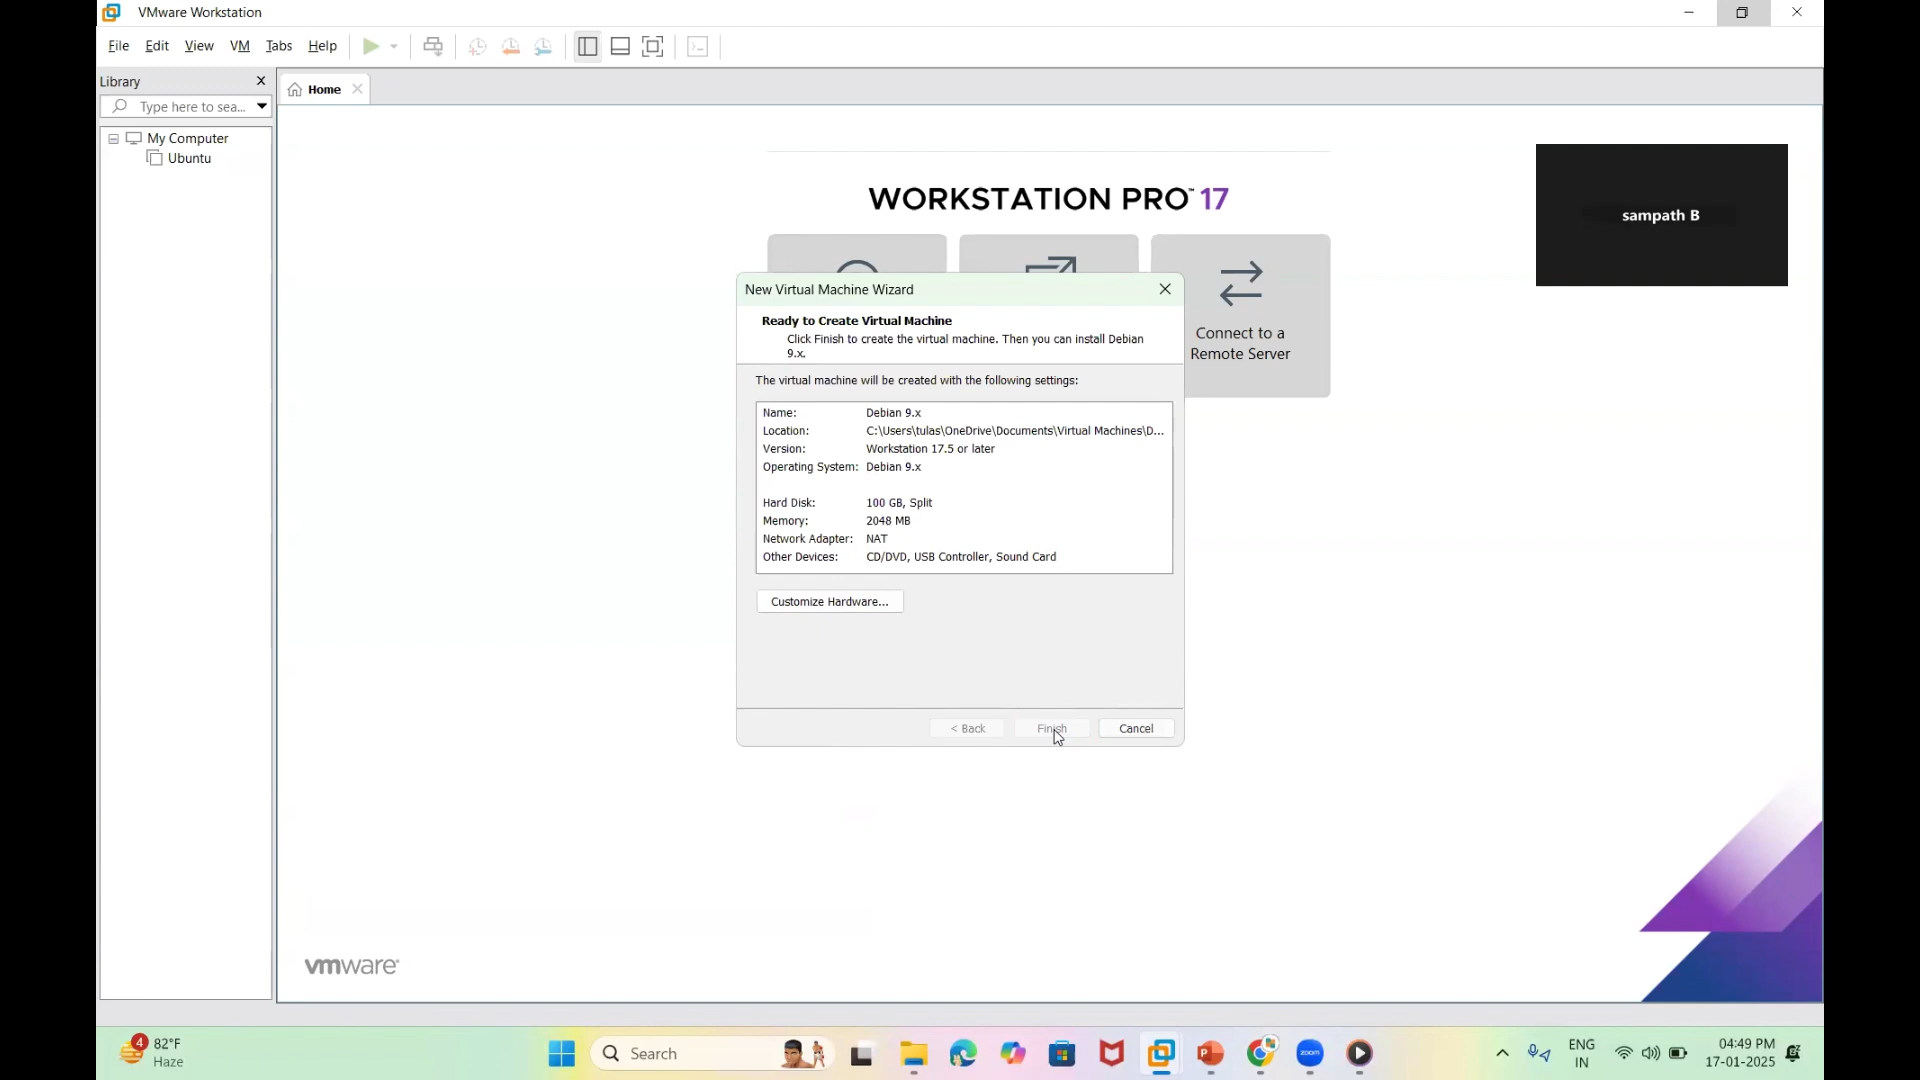 VMware Workstation
File Edit View VM Tabs Help
Library
Type here to sea...
Home
My Computer
Ubuntu
WORKSTATION PRO™ 17
sampath B
Connect to a
Remote Server
New Virtual Machine Wizard
Ready to Create Virtual Machine
Click Finish to create the virtual machine. Then you can install Debian
9.x.
The virtual machine will be created with the following settings:
Name: Debian 9.x
Location: C:\Users\tulas\OneDrive\Documents\Virtual Machines\D...
Version: Workstation 17.5 or later
Operating System: Debian 9.x
Hard Disk: 100 GB, Split
Memory: 2048 MB
Network Adapter: NAT
Other Devices: CD/DVD, USB Controller, Sound Card
Customize Hardware...
< Back Finish Cancel
vmware®
4
82°F
Haze
Search
zoom
ENG
IN
04:49 PM
17-01-2025